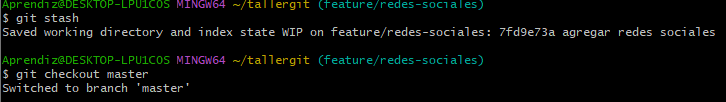 Aprendiz@DESKTOP-LPU1C0S MINGW64 ~/tallergit (feature/redes-sociales)
$ git stash
Saved working directory and index state WIP on feature/redes-sociales: 7fd9e73a agregar redes sociales
Aprendiz@DESKTOP-LPU1C0S MINGW64 ~/tallergit (feature/redes-sociales)
$ git checkout master
Switched to branch 'master'